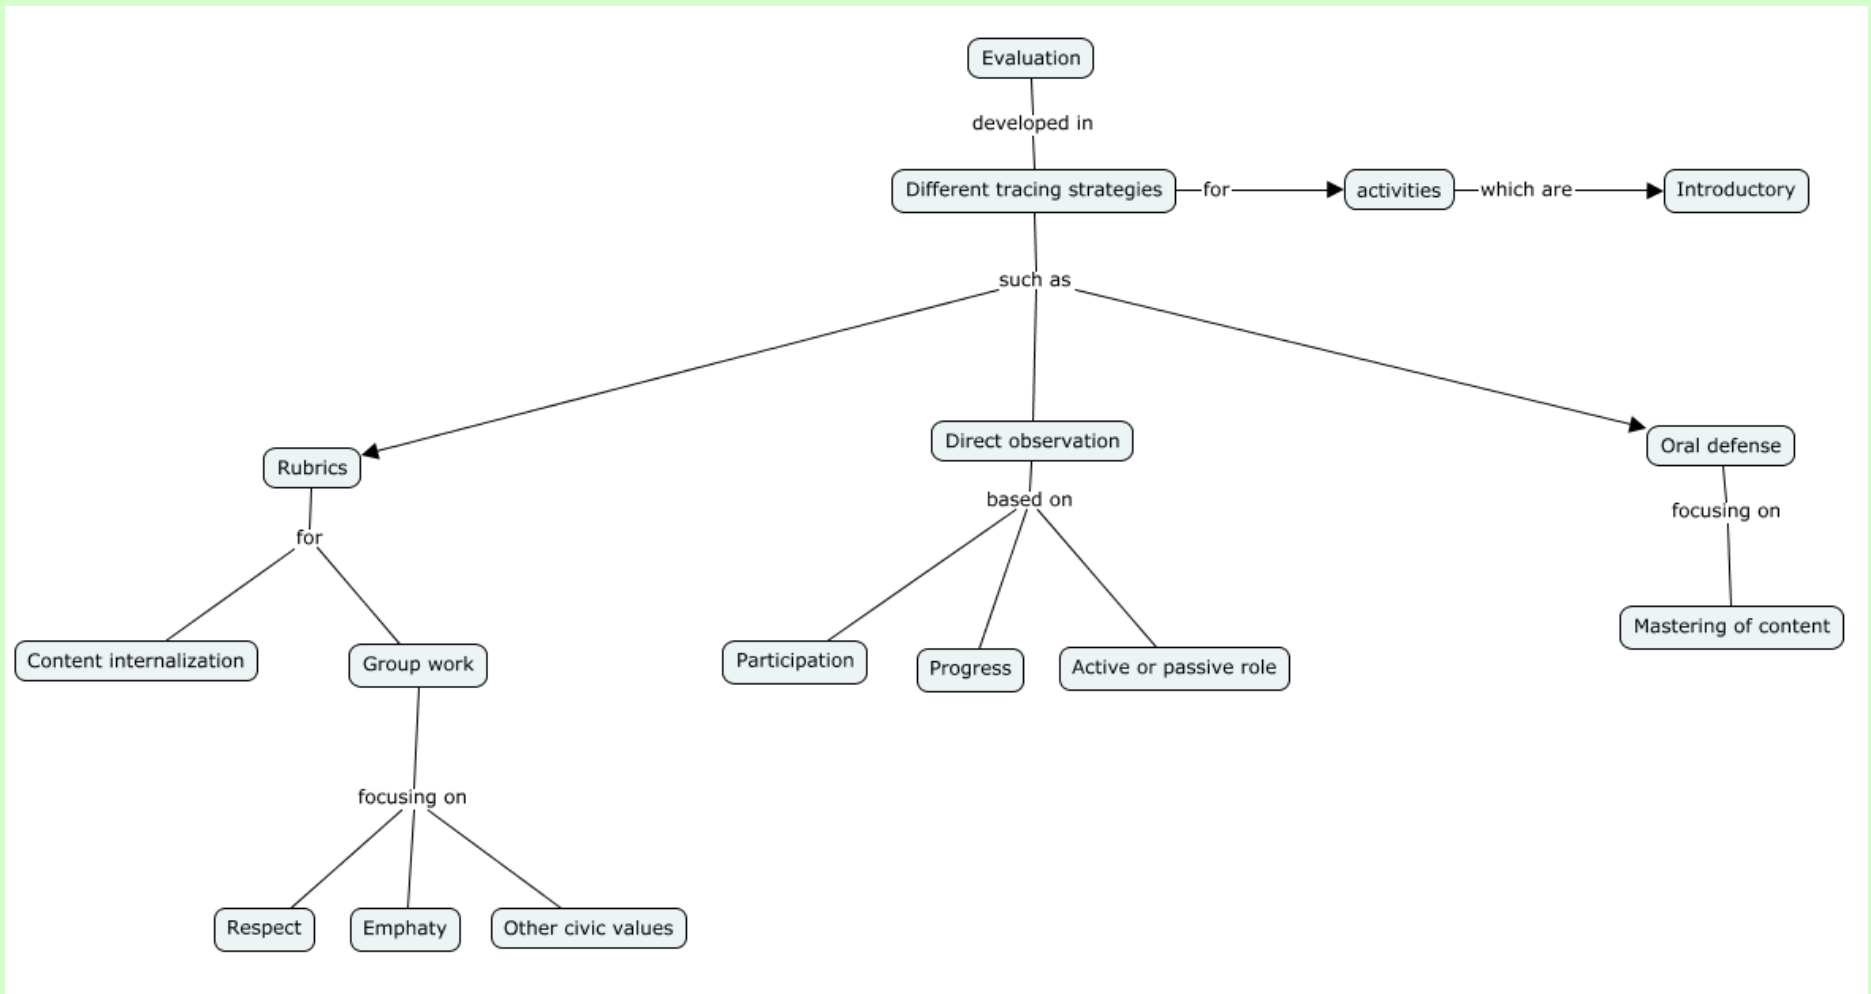 Evaluation
developed in
Different tracing strategies
for
activities
which are
Introductory
such as
Rubrics
Direct observation
Oral defense
for
based on
focusing on
Content internalization
Group work
Participation
Progress
Active or passive role
Mastering of content
focusing on
Respect
Emphaty
Other civic values